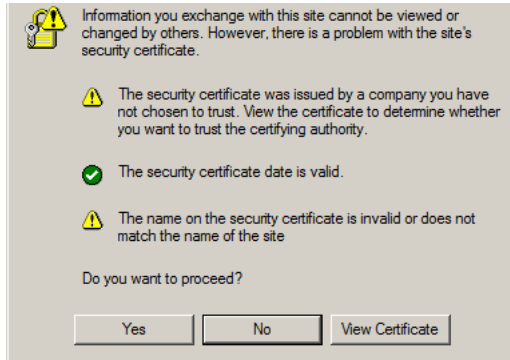 Information you exchange with this site cannot be viewed or
changed by others. However, there is a problem with the site's
security certificate.
The security certificate was issued by a company you have
not chosen to trust. View the certificate to determine whether
you want to trust the certifying authority.
The security certificate date is valid.
The name on the security certificate is invalid or does not
match the name of the site
Do you want to proceed?
Yes
No
View Certificate